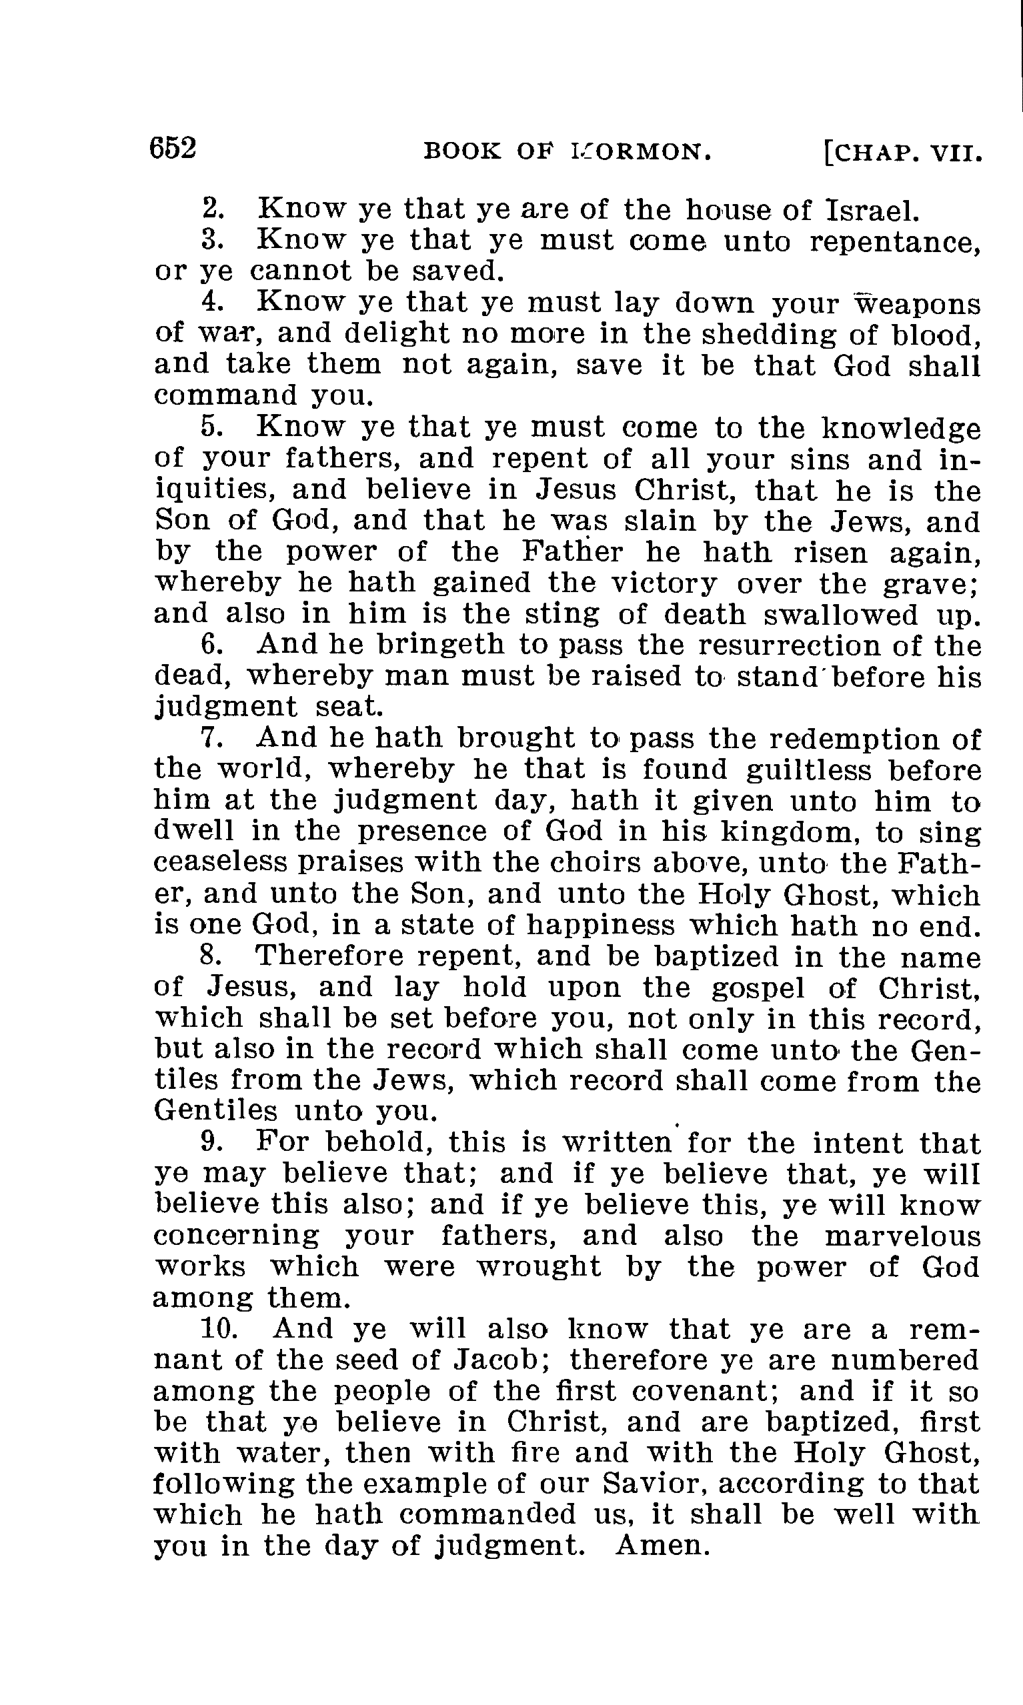 652 BOOK OF MORMON. [CHAP. VII.
2. Know ye that ye are of the house of Israel.
3. Know ye that ye must come unto repentance,
or ye cannot be saved.
4. Know ye that ye must lay down your weapons
of war, and delight no more in the shedding of blood,
and take them not again, save it be that God shall
command you.
5. Know ye that ye must come to the knowledge
of your fathers, and repent of all your sins and in-
iquities, and believe in Jesus Christ, that he is the
Son of God, and that he was slain by the Jews, and
by the power of the Father he hath risen again,
whereby he hath gained the victory over the grave;
and also in him is the sting of death swallowed up.
6. And he bringeth to pass the resurrection of the
dead, whereby man must be raised to stand before his
judgment seat.
7. And he hath brought to pass the redemption of
the world, whereby he that is found guiltless before
him at the judgment day, hath it given unto him to
dwell in the presence of God in his kingdom, to sing
ceaseless praises with the choirs above, unto the Fath-
er, and unto the Son, and unto the Holy Ghost, which
is one God, in a state of happiness which hath no end.
8. Therefore repent, and be baptized in the name
of Jesus, and lay hold upon the gospel of Christ,
which shall be set before you, not only in this record,
but also in the record which shall come unto the Gen-
tiles from the Jews, which record shall come from the
Gentiles unto you.
9. For behold, this is written for the intent that
ye may believe that; and if ye believe that, ye will
believe this also; and if ye believe this, ye will know
concerning your fathers, and also the marvelous
works which were wrought by the power of God
among them.
10. And ye will also know that ye are a rem-
nant of the seed of Jacob; therefore ye are numbered
among the people of the first covenant; and if it so
be that ye believe in Christ, and are baptized, first
with water, then with fire and with the Holy Ghost,
following the example of our Savior, according to that
which he hath commanded us, it shall be well with
you in the day of judgment. Amen.